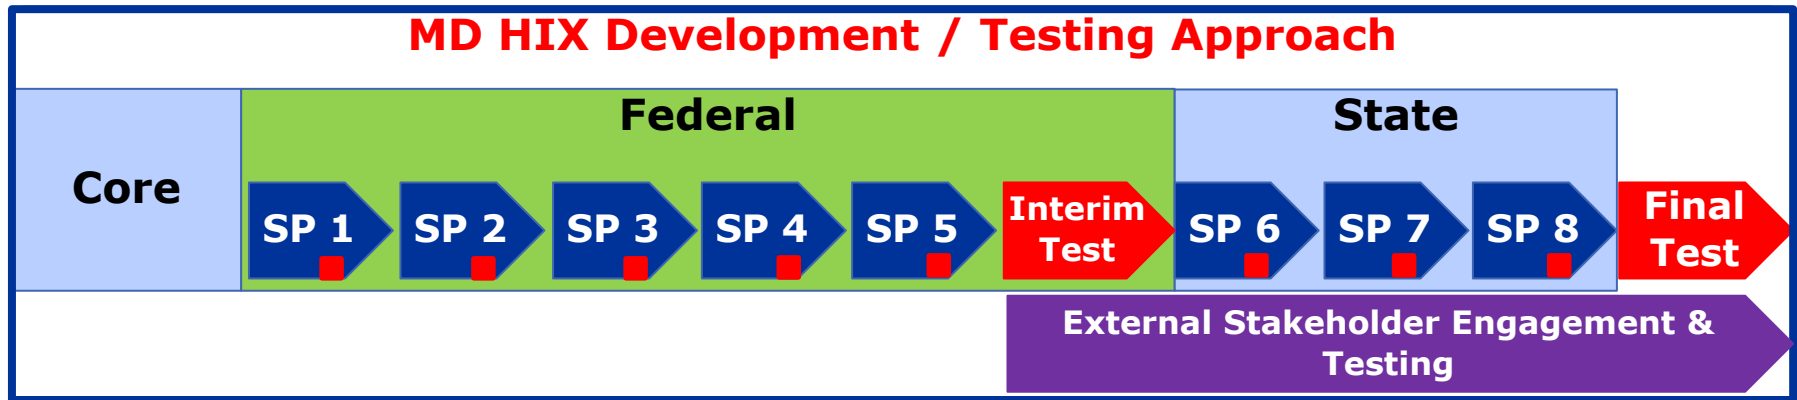 MD HIX Development / Testing Approach
Core
Federal
SP 1
SP 2
SP 3
SP 4
SP 5
Interim
Test
State
SP 6
SP 7
SP 8
Final
Test
External Stakeholder Engagement &
Testing